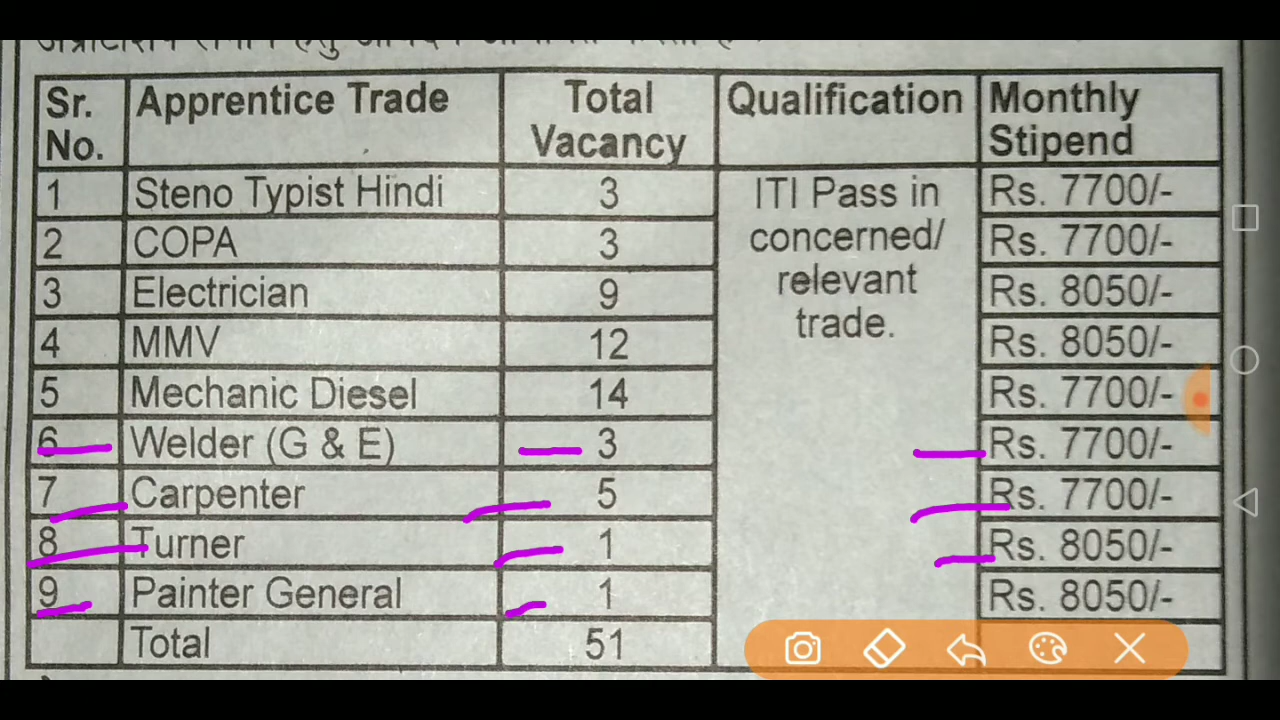 Sr. No. Apprentice Trade Total Vacancy Qualification Monthly Stipend
1 Steno Typist Hindi 3 ITI Pass in Rs. 7700/-
2 COPA 3 concerned/ Rs. 7700/-
3 Electrician 9 relevant Rs. 8050/-
4 MMV 12 trade. Rs. 8050/-
5 Mechanic Diesel 14 Rs. 7700/-
6 Welder (G & E) 3 Rs. 7700/-
7 Carpenter 5 Rs. 7700/-
8 Turner 1 Rs. 8050/-
9 Painter General 1 Rs. 8050/-
Total 51